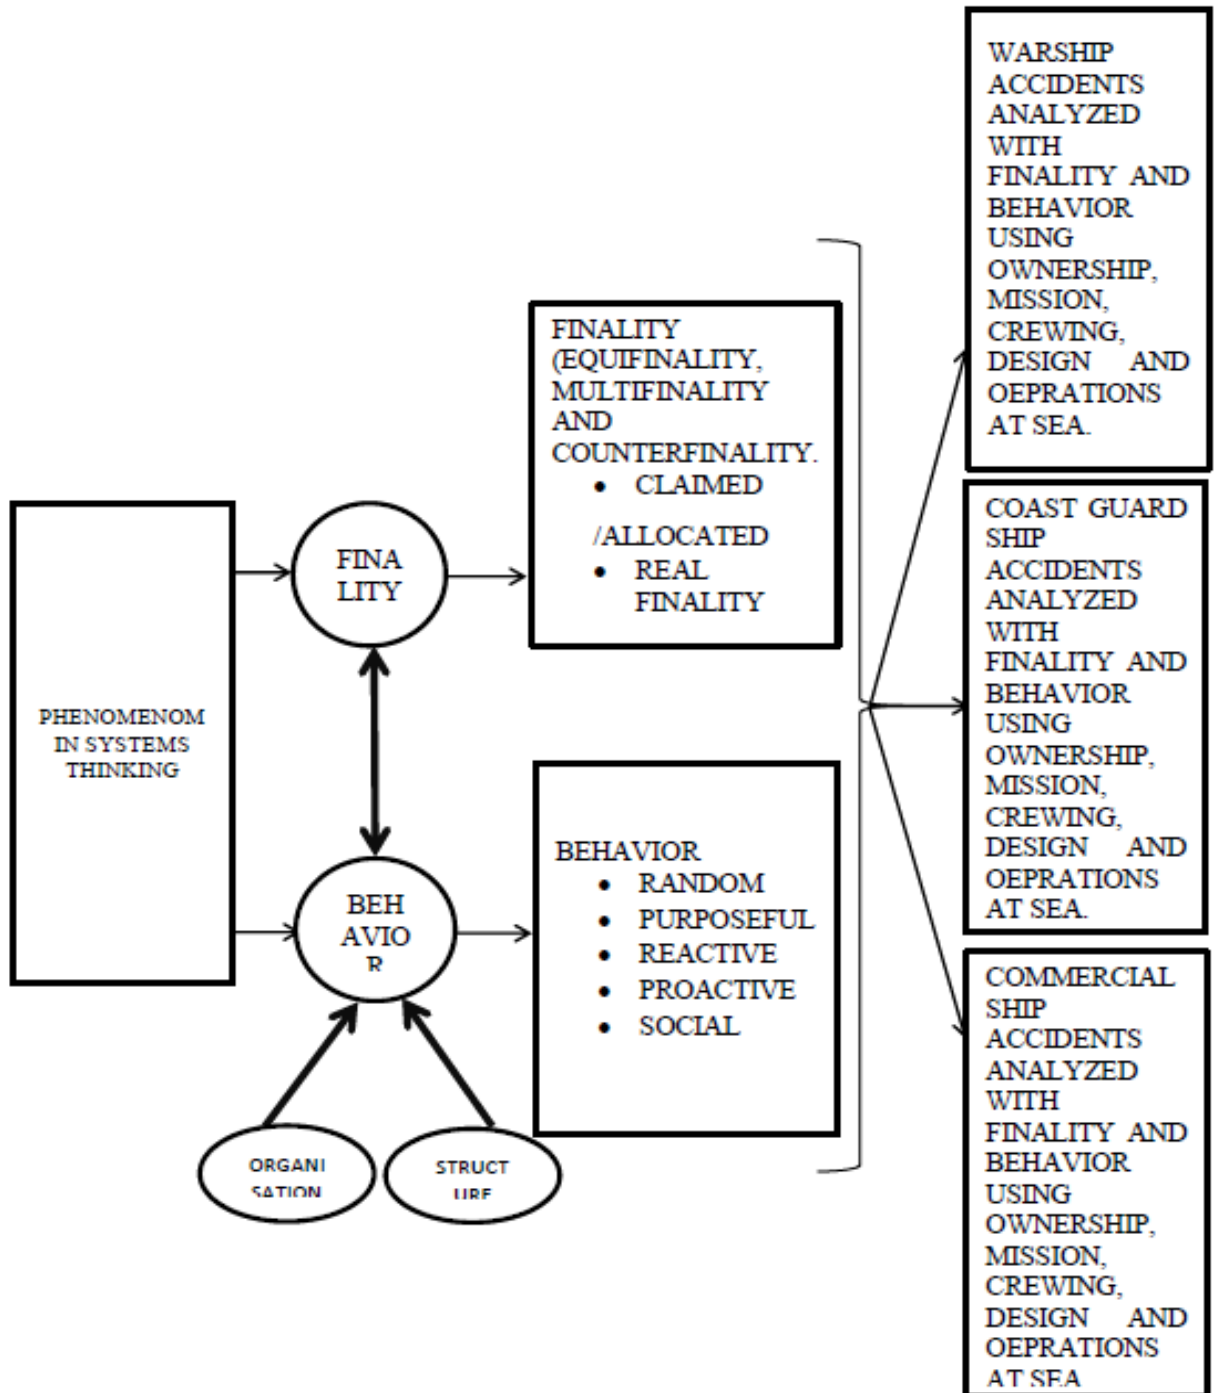 PHENOMENOM
IN SYSTEMS
THINKING
FINA
LITY
BEH
AVIO
R
ORGANI
SATION
STRUCT
URE
FINALITY
(EQUIFINALITY,
MULTIFINALITY
AND
COUNTERFINALITY.
• CLAIMED
/ALLOCATED
• REAL
FINALITY
BEHAVIOR
• RANDOM
• PURPOSEFUL
• REACTIVE
• PROACTIVE
• SOCIAL
WARSHIP
ACCIDENTS
ANALYZED
WITH
FINALITY AND
BEHAVIOR
USING
OWNERSHIP,
MISSION,
CREWING,
DESIGN AND
OEPRATIONS
AT SEA.
COAST GUARD
SHIP
ACCIDENTS
ANALYZED
WITH
FINALITY AND
BEHAVIOR
USING
OWNERSHIP,
MISSION,
CREWING,
DESIGN AND
OEPRATIONS
AT SEA.
COMMERCIAL
SHIP
ACCIDENTS
ANALYZED
WITH
FINALITY AND
BEHAVIOR
USING
OWNERSHIP,
MISSION,
CREWING,
DESIGN AND
OEPRATIONS
AT SEA